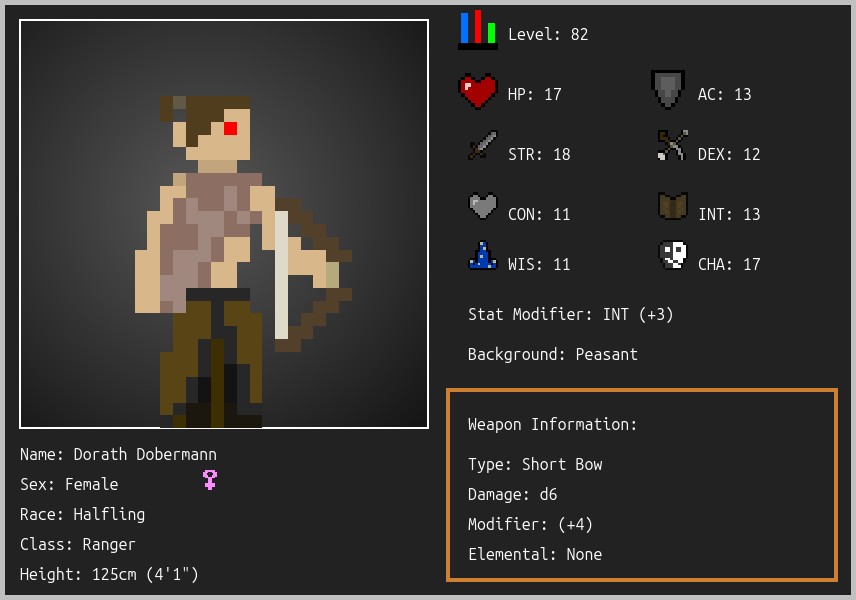 Level: 82
HP: 17
AC: 13
STR: 18
DEX: 12
CON: 11
INT: 13
WIS: 11
CHA: 17
Stat Modifier: INT (+3)
Background: Peasant
Weapon Information:
Type: Short Bow
Damage: d6
Modifier: (+4)
Elemental: None
Name: Dorath Dobermann
Sex: Female
Race: Halfling
Class: Ranger
Height: 125cm (4'1")